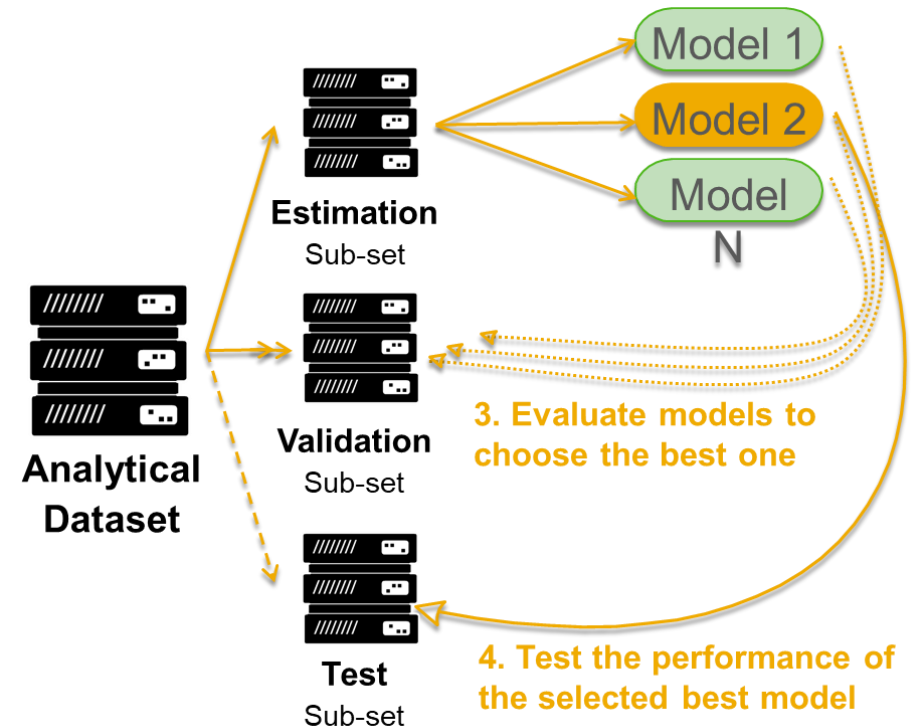 Model 1
Model 2
Model
N
Estimation
Sub-set
Analytical
Dataset
Validation
Sub-set
3. Evaluate models to
choose the best one
Test
Sub-set
4. Test the performance of
the selected best model